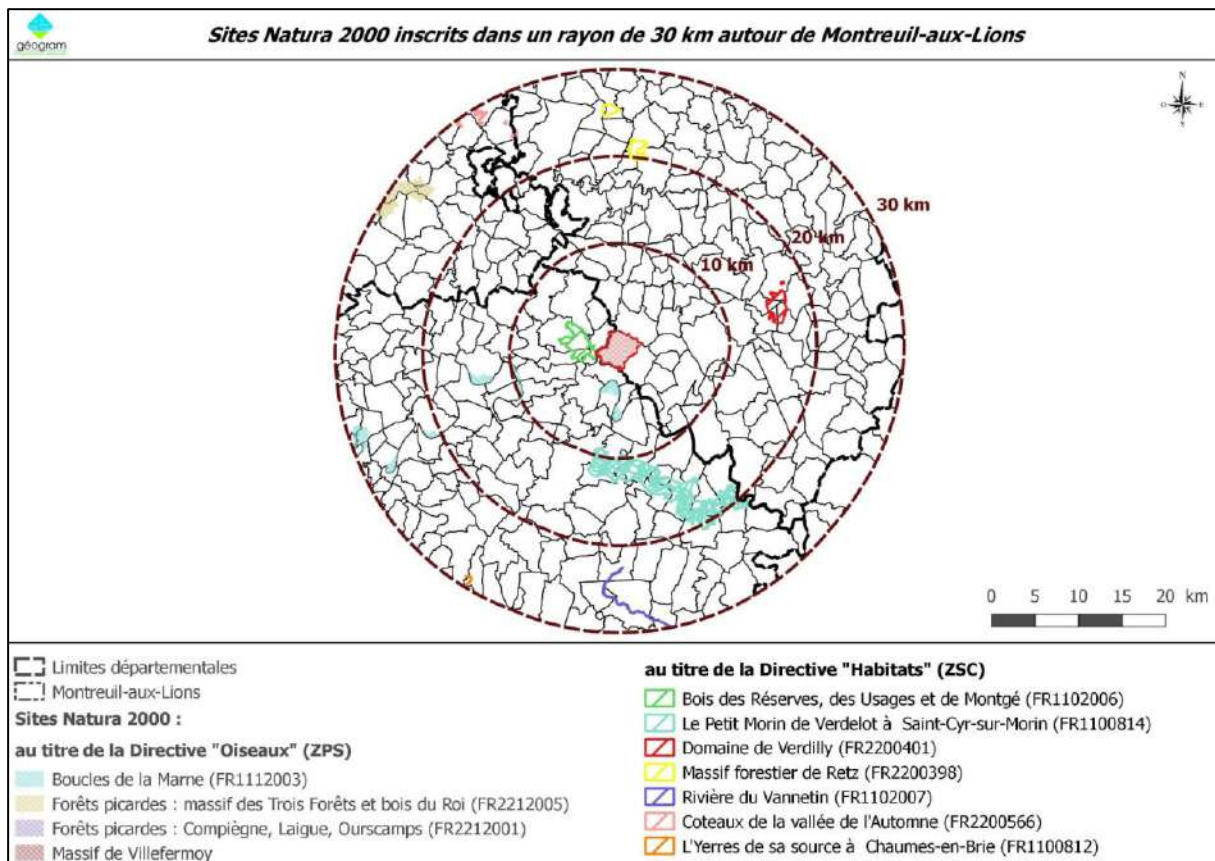 géogram
Sites Natura 2000 inscrits dans un rayon de 30 km autour de Montreuil-aux-Lions
N
O
E
S
30 km
20 km
10 km
0 5 10 15 20 km
Limites départementales
Montreuil-aux-Lions
Sites Natura 2000 :
au titre de la Directive "Oiseaux" (ZPS)
Boucles de la Marne (FR1112003)
Forêts picardes : massif des Trois Forêts et bois du Roi (FR2212005)
Forêts picardes : Compiègne, Laigue, Ourscamps (FR2212001)
Massif de Villefermoy
au titre de la Directive "Habitats" (ZSC)
Bois des Réserves, des Usages et de Montgé (FR1102006)
Le Petit Morin de Verdelot à Saint-Cyr-sur-Morin (FR1100814)
Domaine de Verdilly (FR2200401)
Massif forestier de Retz (FR2200398)
Rivière du Vannetin (FR1102007)
Coteaux de la vallée de l'Automne (FR2200566)
L'Yerres de sa source à Chaumes-en-Brie (FR1100812)